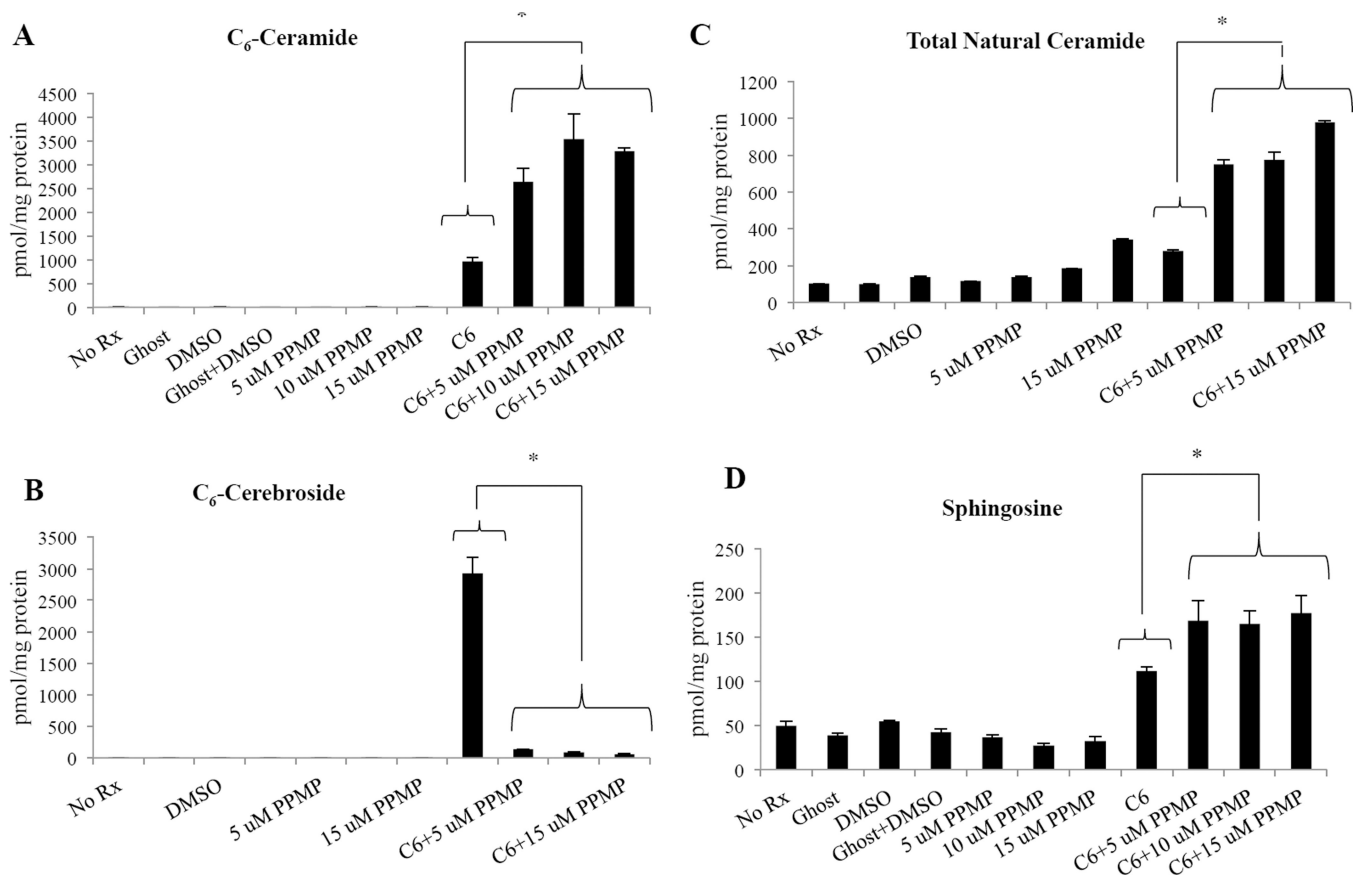 A
C6-Ceramide
*
pmol/mg protein
4500
4000
3500
3000
2500
2000
1500
1000
500
0
No Rx
Ghost
DMSO
Ghost+DMSO
5 uM PPMP
10 uM PPMP
15 uM PPMP
C6
C6+5 uM PPMP
C6+10 uM PPMP
C6+15 uM PPMP
C
Total Natural Ceramide
*
pmol/mg protein
1200
1000
800
600
400
200
0
No Rx
DMSO
5 uM PPMP
15 uM PPMP
C6+5 uM PPMP
C6+15 uM PPMP
B
C6-Cerebroside
*
pmol/mg protein
3500
3000
2500
2000
1500
1000
500
0
No Rx
DMSO
5 uM PPMP
15 uM PPMP
C6+5 uM PPMP
C6+15 uM PPMP
D
Sphingosine
*
pmol/mg protein
250
200
150
100
50
0
No Rx
Ghost
DMSO
Ghost+DMSO
5 uM PPMP
10 uM PPMP
15 uM PPMP
C6
C6+5 uM PPMP
C6+10 uM PPMP
C6+15 uM PPMP